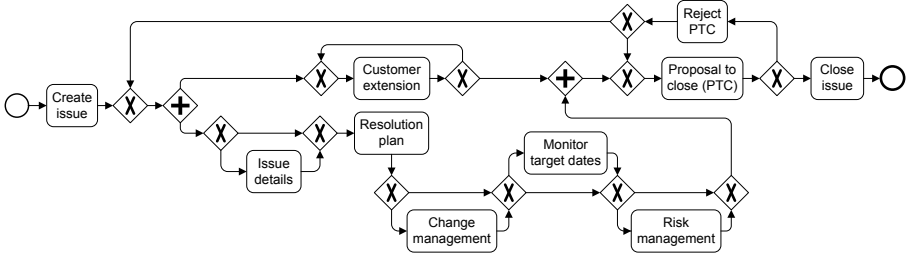 Reject
PTC
Create
issue
Customer
extension
Proposal to
close (PTC)
Close
issue
Issue
details
Resolution
plan
Monitor
target dates
Change
management
Risk
management